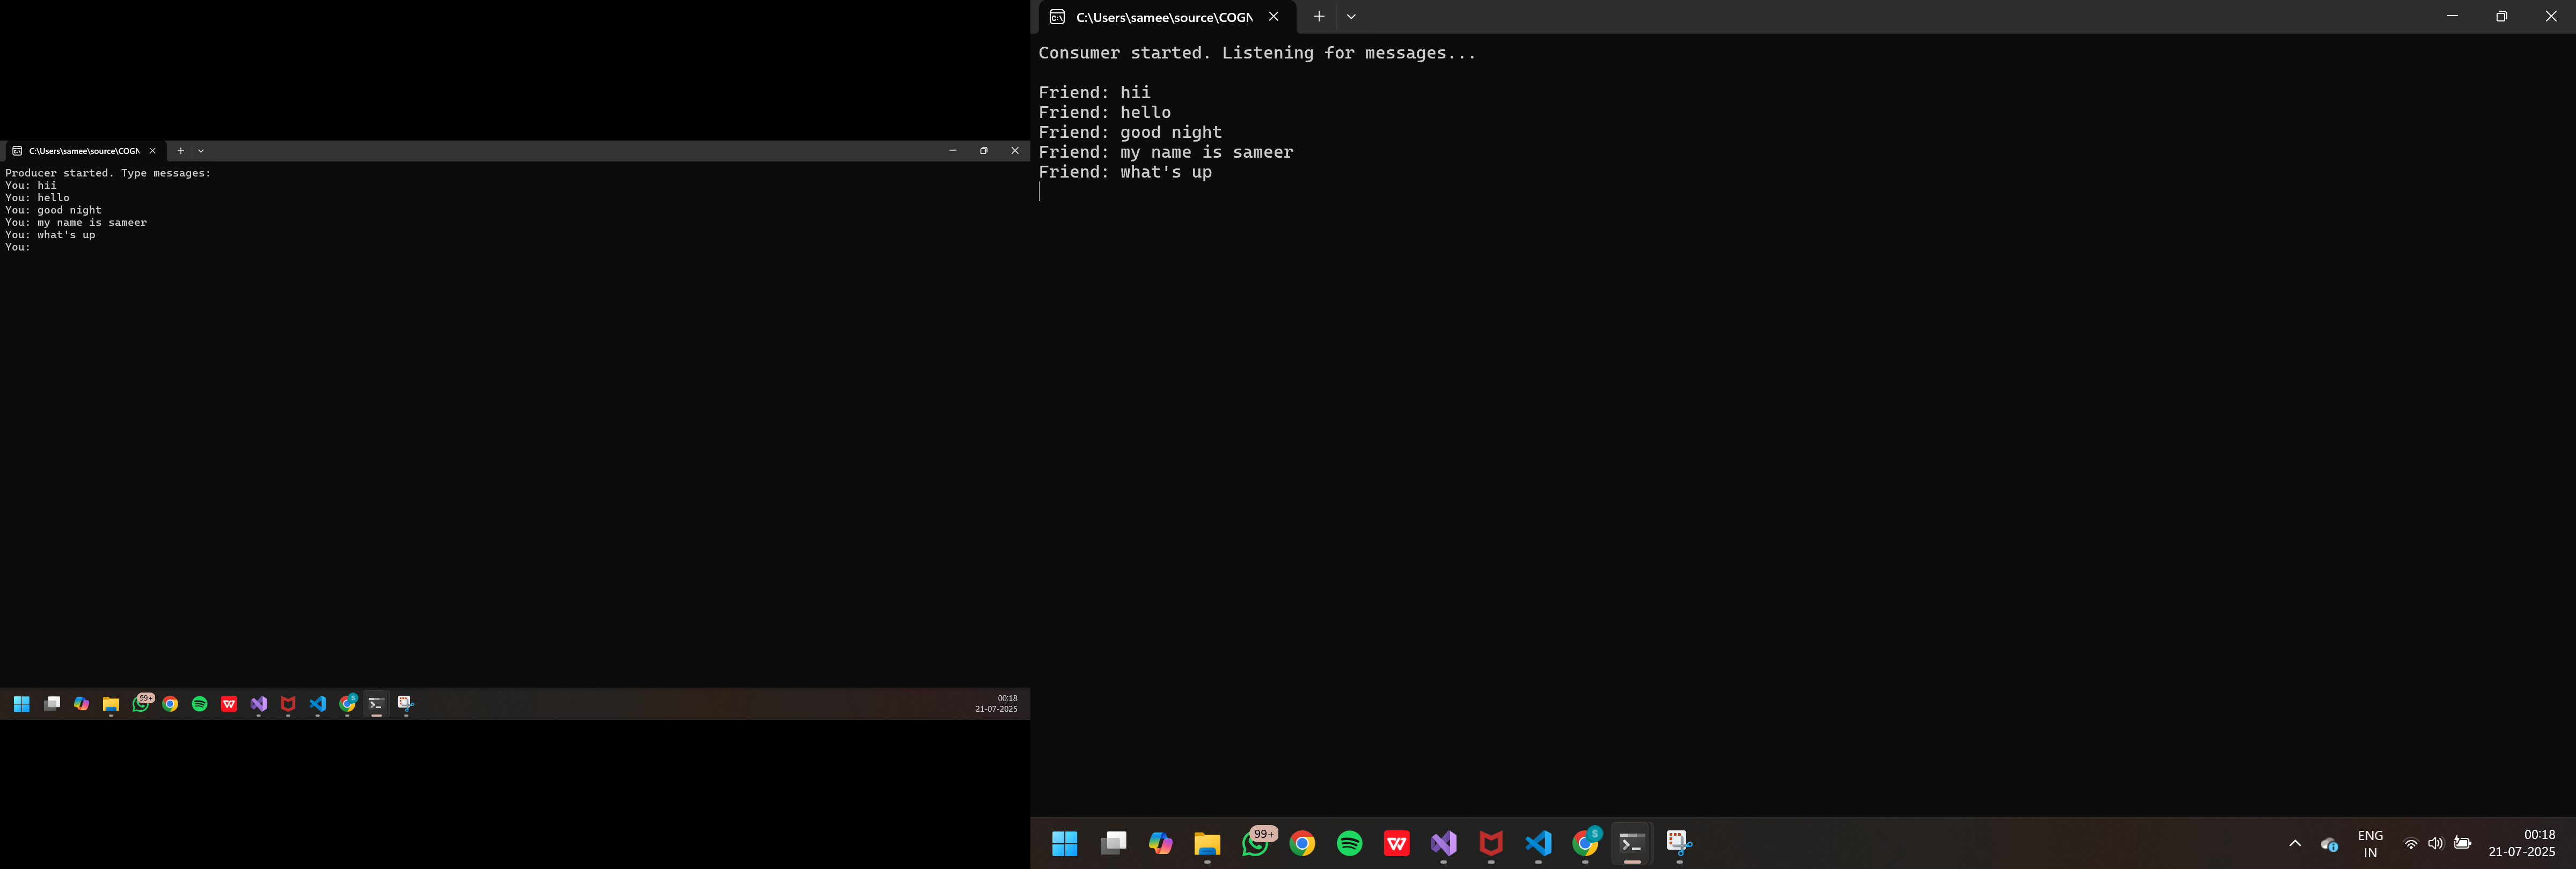 C:\Users\samee\source\COGN
Producer started. Type messages:
You: hii
You: hello
You: good night
You: my name is sameer
You: what's up
You:
99+
S
00:18
21-07-2025
C:\Users\samee\source\COGN
Consumer started. Listening for messages...
Friend: hii
Friend: hello
Friend: good night
Friend: my name is sameer
Friend: what's up
99+
S
ENG
IN
00:18
21-07-2025